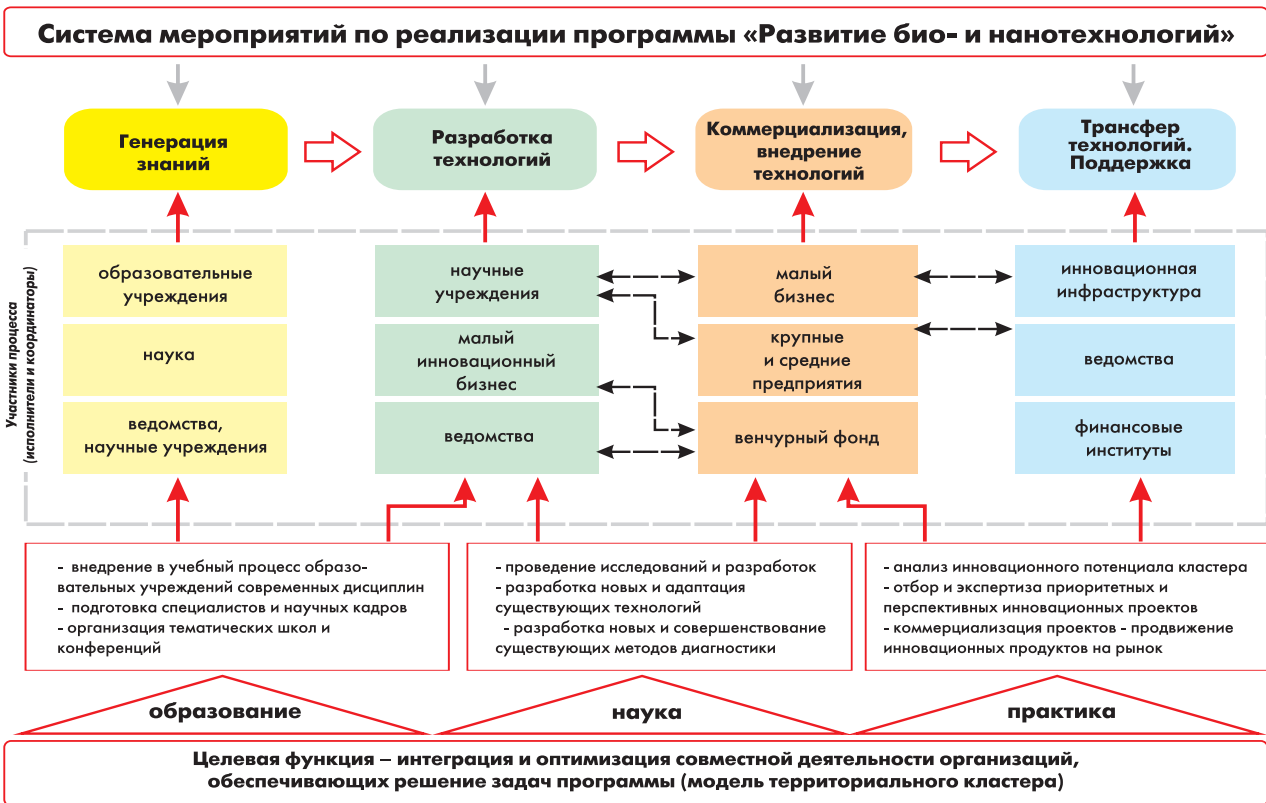 Система мероприятий по реализации программы «Развитие био- и нанотехнологий»
Генерация
знаний
Разработка
технологий
Коммерциализация,
внедрение
технологий
Трансфер
технологий.
Поддержка
Участники процесса
(исполнители и координаторы)
образовательные
учреждения
наука
ведомства,
научные учреждения
научные
учреждения
малый
инновационный
бизнес
ведомства
малый
бизнес
крупные
и средние
предприятия
венчурный фонд
инновационная
инфраструктура
ведомства
финансовые
институты
- внедрение в учебный процесс образо-
вательных учреждений современных дисциплин
- подготовка специалистов и научных кадров
- организация тематических школ и
конференций
- проведение исследований и разработок
- разработка новых и адаптация
существующих технологий
- разработка новых и совершенствование
существующих методов диагностики
- анализ инновационного потенциала кластера
- отбор и экспертиза приоритетных и
перспективных инновационных проектов
- коммерциализация проектов - продвижение
инновационных продуктов на рынок
образование
наука
практика
Целевая функция – интеграция и оптимизация совместной деятельности организаций,
обеспечивающих решение задач программы (модель территориального кластера)